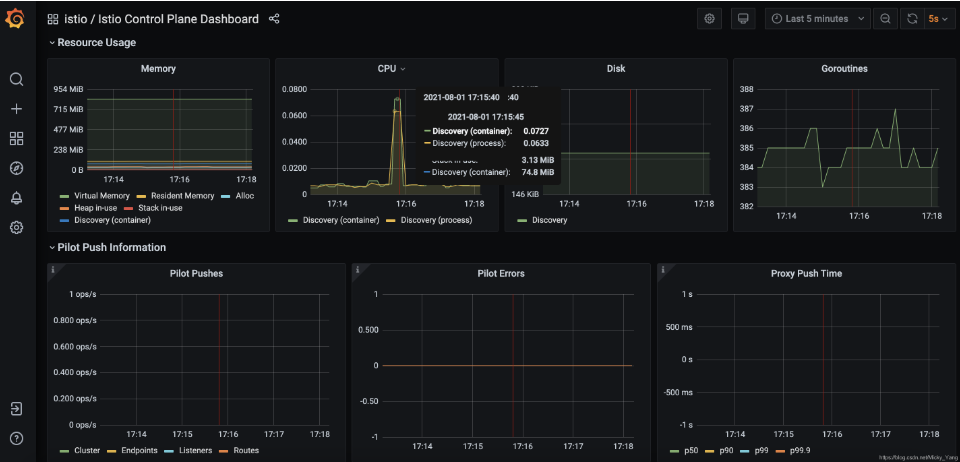 istio / Istio Control Plane Dashboard
Last 5 minutes
5s
Resource Usage
Memory
954 MiB
715 MiB
477 MiB
238 MiB
0 B
17:14
17:16
17:18
Virtual Memory
Resident Memory
Alloc
Heap in-use
Stack in-use
Discovery (container)
CPU
0.0800
0.0600
0.0400
0.0200
0
17:14
17:16
17:18
Discovery (container)
Discovery (process)
2021-08-01 17:15:40
:40
2021-08-01 17:15:45
Discovery (container): 0.0727
Discovery (process): 0.0633
Stack in-use: 3.13 MiB
Discovery (container): 74.8 MiB
Disk
146 KiB
17:14
17:16
17:18
Discovery
Goroutines
388
387
386
385
384
383
382
17:14
17:16
17:18
Pilot Push Information
Pilot Pushes
1 ops/s
0.800 ops/s
0.600 ops/s
0.400 ops/s
0.200 ops/s
0 ops/s
17:14
17:15
17:16
17:17
17:18
Cluster
Endpoints
Listeners
Routes
Pilot Errors
1
0.500
0
-0.50
-1
17:14
17:15
17:16
17:17
17:18
Proxy Push Time
1 s
500 ms
0 s
-500 ms
-1 s
17:14
17:15
17:16
17:17
17:18
p50
p90
p99
p99.9
https://blog.csdn.net/Micky_Yang